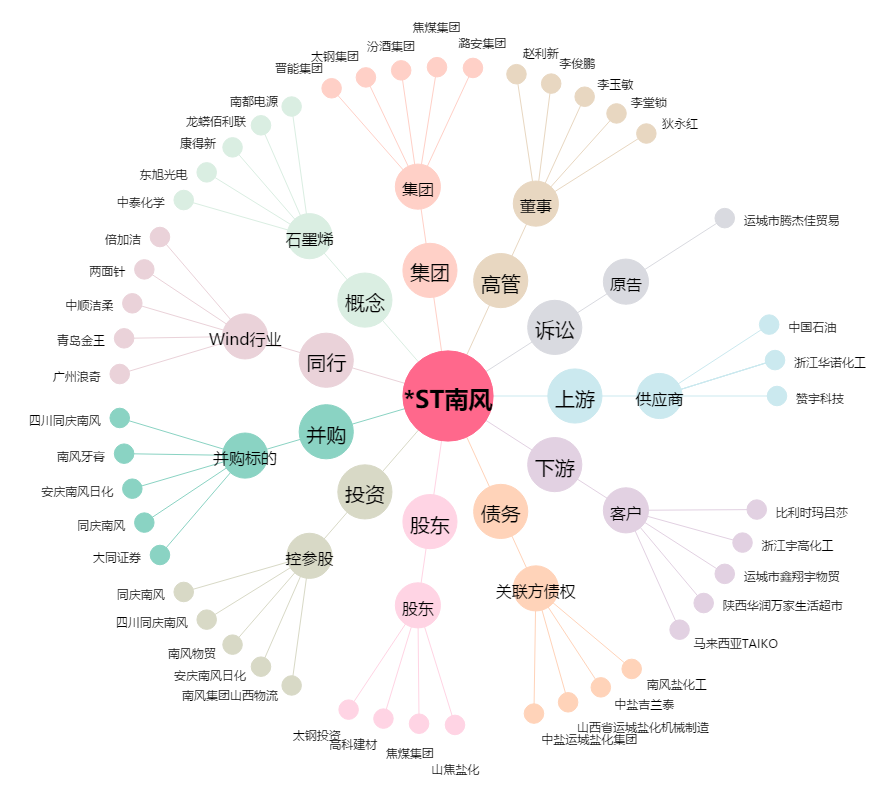 *ST南风
集团
集团
晋能集团
太钢集团
汾酒集团
焦煤集团
潞安集团
高管
董事
赵利新
李俊鹏
李玉敏
李堂锁
狄永红
诉讼
原告
运城市腾杰佳贸易
上游
供应商
中国石油
浙江华诺化工
赞宇科技
下游
客户
比利时玛吕莎
浙江宇高化工
运城市鑫翔宇物贸
陕西华润万家生活超市
马来西亚TAIKO
债务
关联方债权
南风盐化工
中盐吉兰泰
山西省运城盐化机械制造
中盐运城盐化集团
股东
股东
山焦盐化
焦煤集团
高科建材
太钢投资
投资
控参股
南风集团山西物流
安庆南风日化
南风物贸
四川同庆南风
同庆南风
并购
并购标的
大同证券
同庆南风
安庆南风日化
南风牙膏
四川同庆南风
同行
Wind行业
广州浪奇
青岛金王
中顺洁柔
两面针
倍加洁
概念
石墨烯
中泰化学
东旭光电
康得新
龙蟒佰利联
南都电源